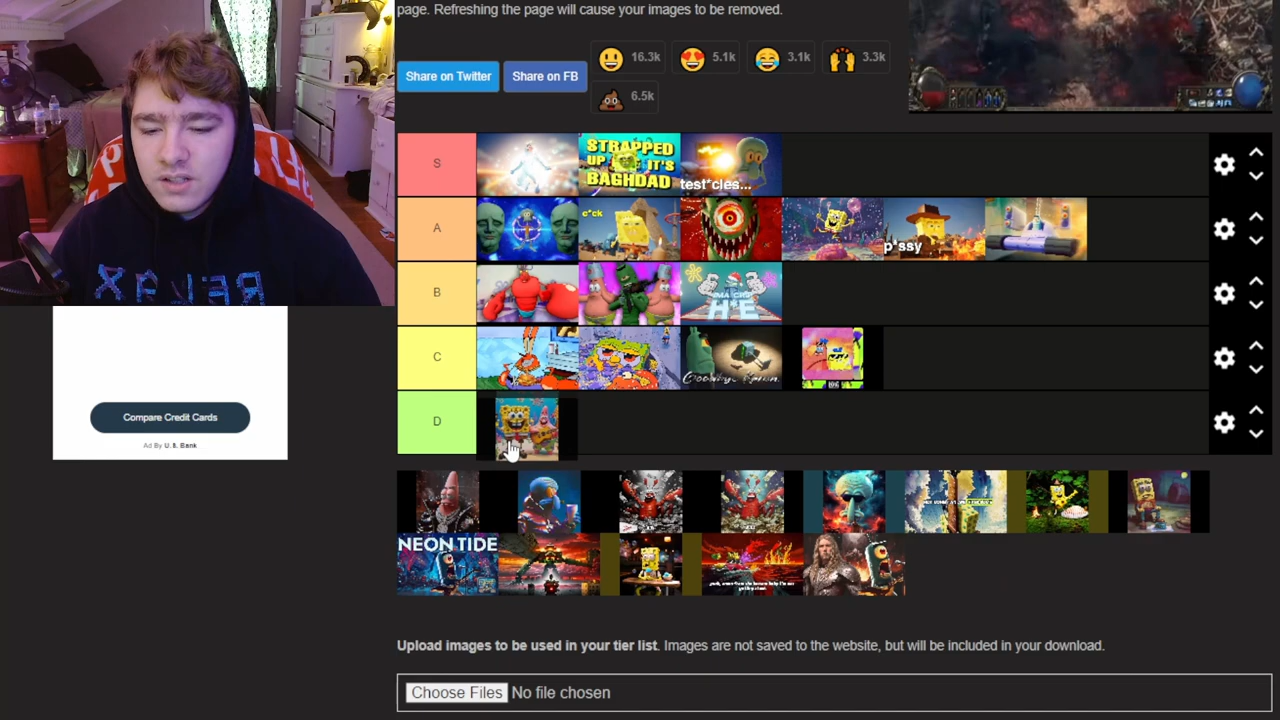 page. Refreshing the page will cause your images to be removed.
Share on Twitter
Share on FB
16.3k
5.1k
3.1k
3.3k
6.5k
S
STRAPPED
UP IT'S
BAGHDAD
test*cles...
A
c*ck
p*ssy
B
C
D
Compare Credit Cards
Ad By U. S. Bank
NEON TIDE
Upload images to be used in your tier list. Images are not saved to the website, but will be included in your download.
Choose Files No file chosen